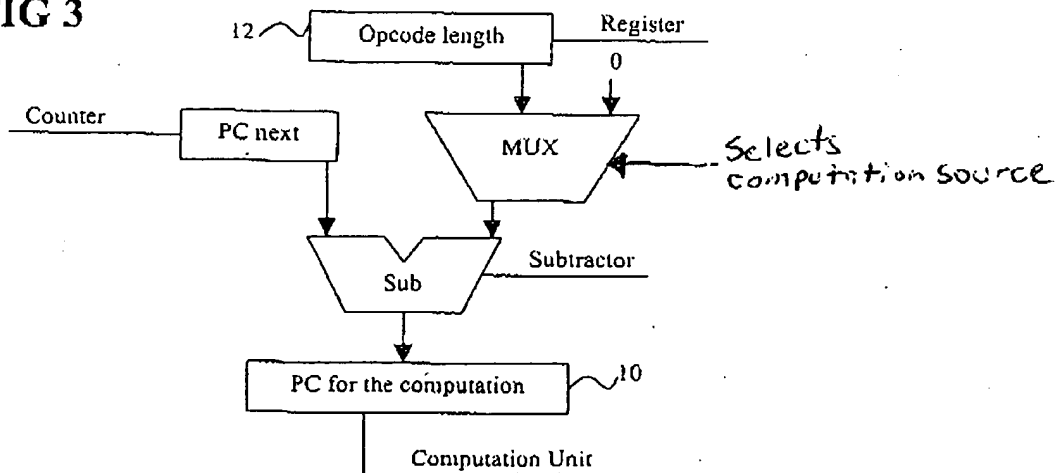 IG 3
12
Opcode length
Register
0
Counter
PC next
MUX
Selects
computation source
Sub
Subtractor
PC for the computation
10
Computation Unit